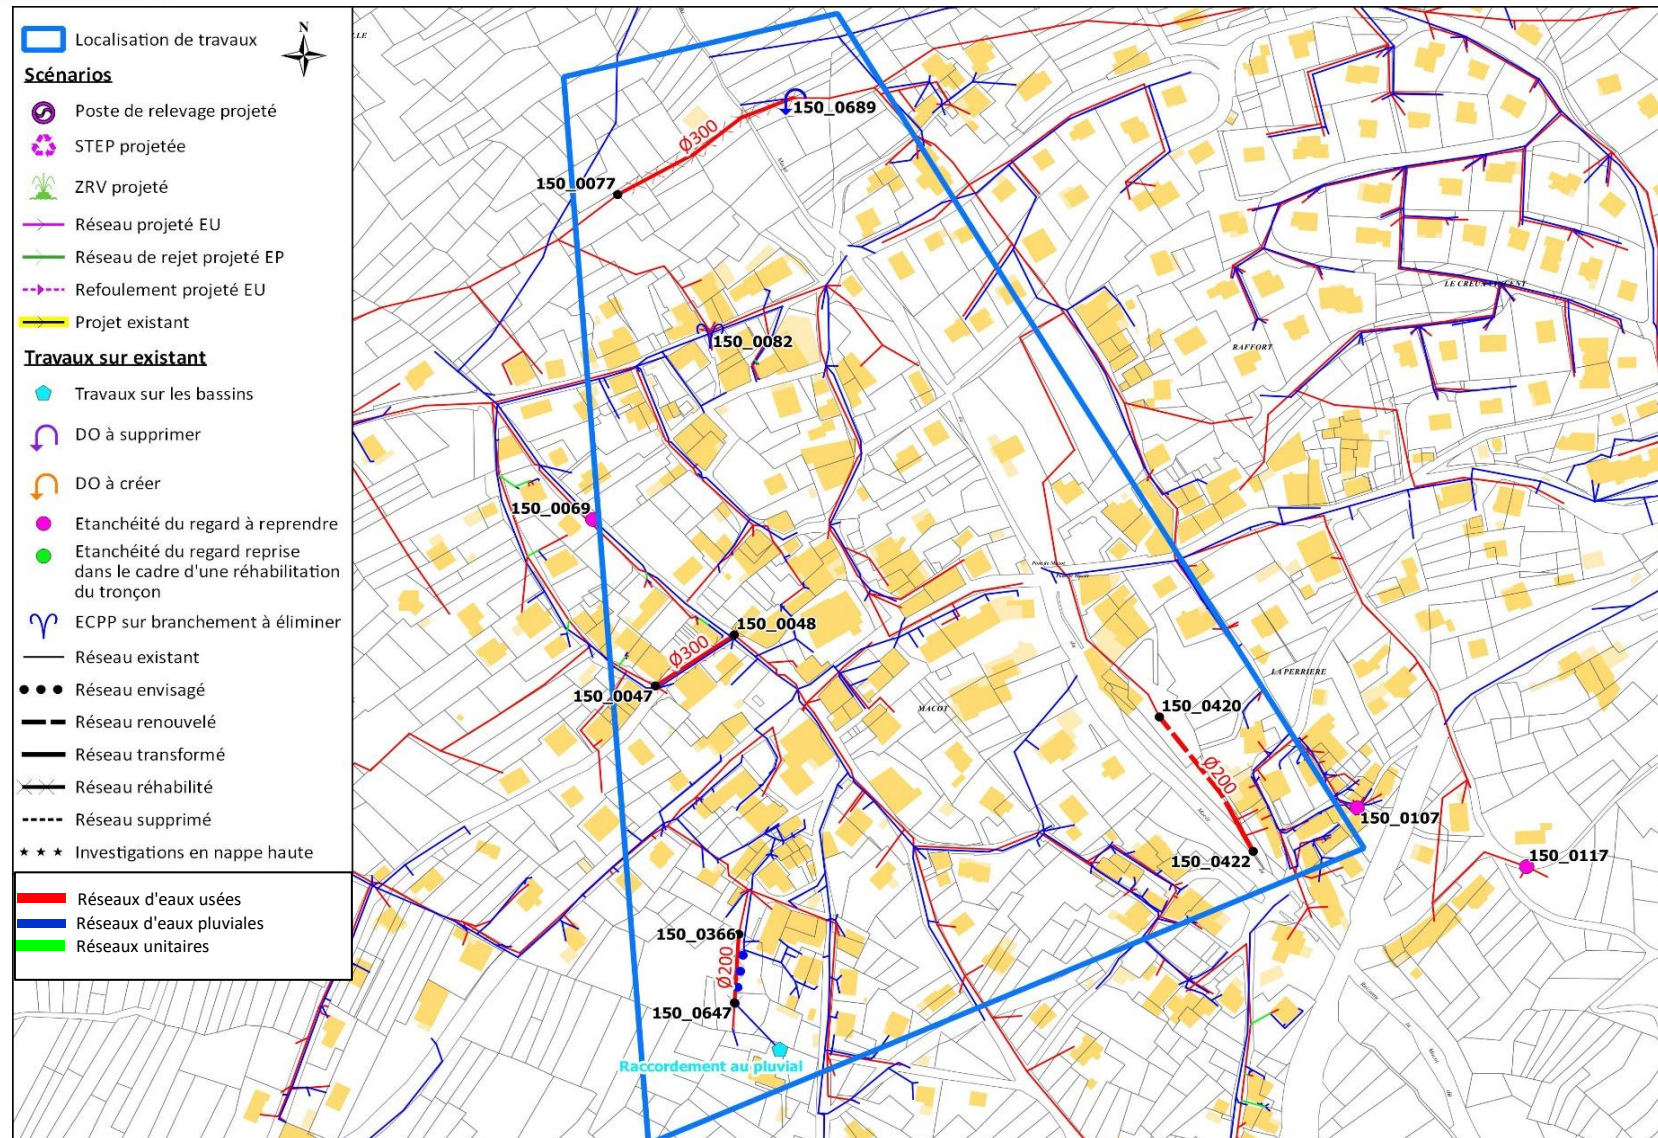 Localisation de travaux
N
Scénarios
Poste de relevage projeté
STEP projetée
ZRV projeté
Réseau projeté EU
Réseau de rejet projeté EP
Refoulement projeté EU
Projet existant
Travaux sur existant
Travaux sur les bassins
DO à supprimer
DO à créer
Etanchéité du regard à reprendre
Etanchéité du regard reprise
dans le cadre d'une réhabilitation
du tronçon
ECPP sur branchement à éliminer
Réseau existant
Réseau envisagé
Réseau renouvelé
Réseau transformé
Réseau réhabilité
Réseau supprimé
Investigations en nappe haute
Réseaux d'eaux usées
Réseaux d'eaux pluviales
Réseaux unitaires
150_0689
Ø300
150_0077
LE CREUX VINCENT
150_0082
RAFFORT
150_0069
150_0048
Ø300
150_0047
LA PERRIERE
MACOT
150_0420
Ø200
150_0107
150_0422
150_0117
150_0366
Ø200
150_0647
Raccordement au pluvial